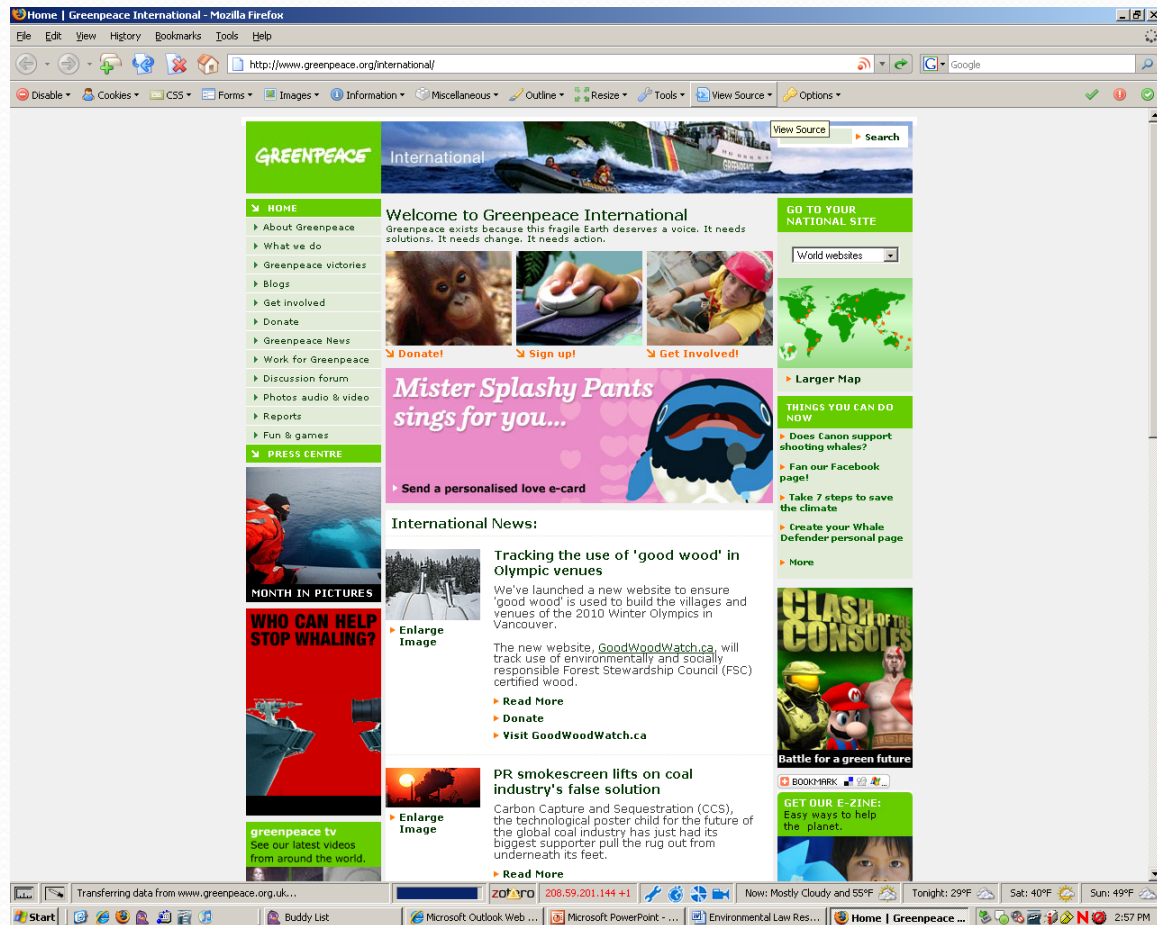 Home | Greenpeace International - Mozilla Firefox
File Edit View History Bookmarks Tools Help
http://www.greenpeace.org/international/
Google
Disable Cookies CSS Forms Images Information Miscellaneous Outline Resize Tools View Source Options
View Source
GREENPEACE
International
Search
HOME
About Greenpeace
What we do
Greenpeace victories
Blogs
Get involved
Donate
Greenpeace News
Work for Greenpeace
Discussion forum
Photos audio & video
Reports
Fun & games
PRESS CENTRE
MONTH IN PICTURES
WHO CAN HELP
STOP WHALING?
greenpeace tv
See our latest videos
from around the world.
Welcome to Greenpeace International
Greenpeace exists because this fragile Earth deserves a voice. It needs
solutions. It needs change. It needs action.
Donate!
Sign up!
Get Involved!
Mister Splashy Pants
sings for you...
Send a personalised love e-card
International News:
Enlarge
Image
Tracking the use of 'good wood' in
Olympic venues
We've launched a new website to ensure
'good wood' is used to build the villages and
venues of the 2010 Winter Olympics in
Vancouver.
The new website, GoodWoodWatch.ca, will
track use of environmentally and socially
responsible Forest Stewardship Council (FSC)
certified wood.
Read More
Donate
Visit GoodWoodWatch.ca
Enlarge
Image
PR smokescreen lifts on coal
industry's false solution
Carbon Capture and Sequestration (CCS),
the technological poster child for the future of
the global coal industry has just had its
biggest supporter pull the rug out from
underneath its feet.
Read More
GO TO YOUR
NATIONAL SITE
World websites
Larger Map
THINGS YOU CAN DO
NOW
Does Canon support
shooting whales?
Fan our Facebook
page!
Take 7 steps to save
the climate
Create your Whale
Defender personal page
More
CLASH OF THE
CONSOLES
Battle for a green future
BOOKMARK
GET OUR E-ZINE:
Easy ways to help
the planet.
Transferring data from www.greenpeace.org.uk...
zotero
208.59.201.144 +1
Now: Mostly Cloudy and 55°F
Tonight: 29°F
Sat: 40°F
Sun: 49°F
Start
Buddy List
Microsoft Outlook Web ...
Microsoft PowerPoint - ...
Environmental Law Res...
Home | Greenpeace ...
2:57 PM